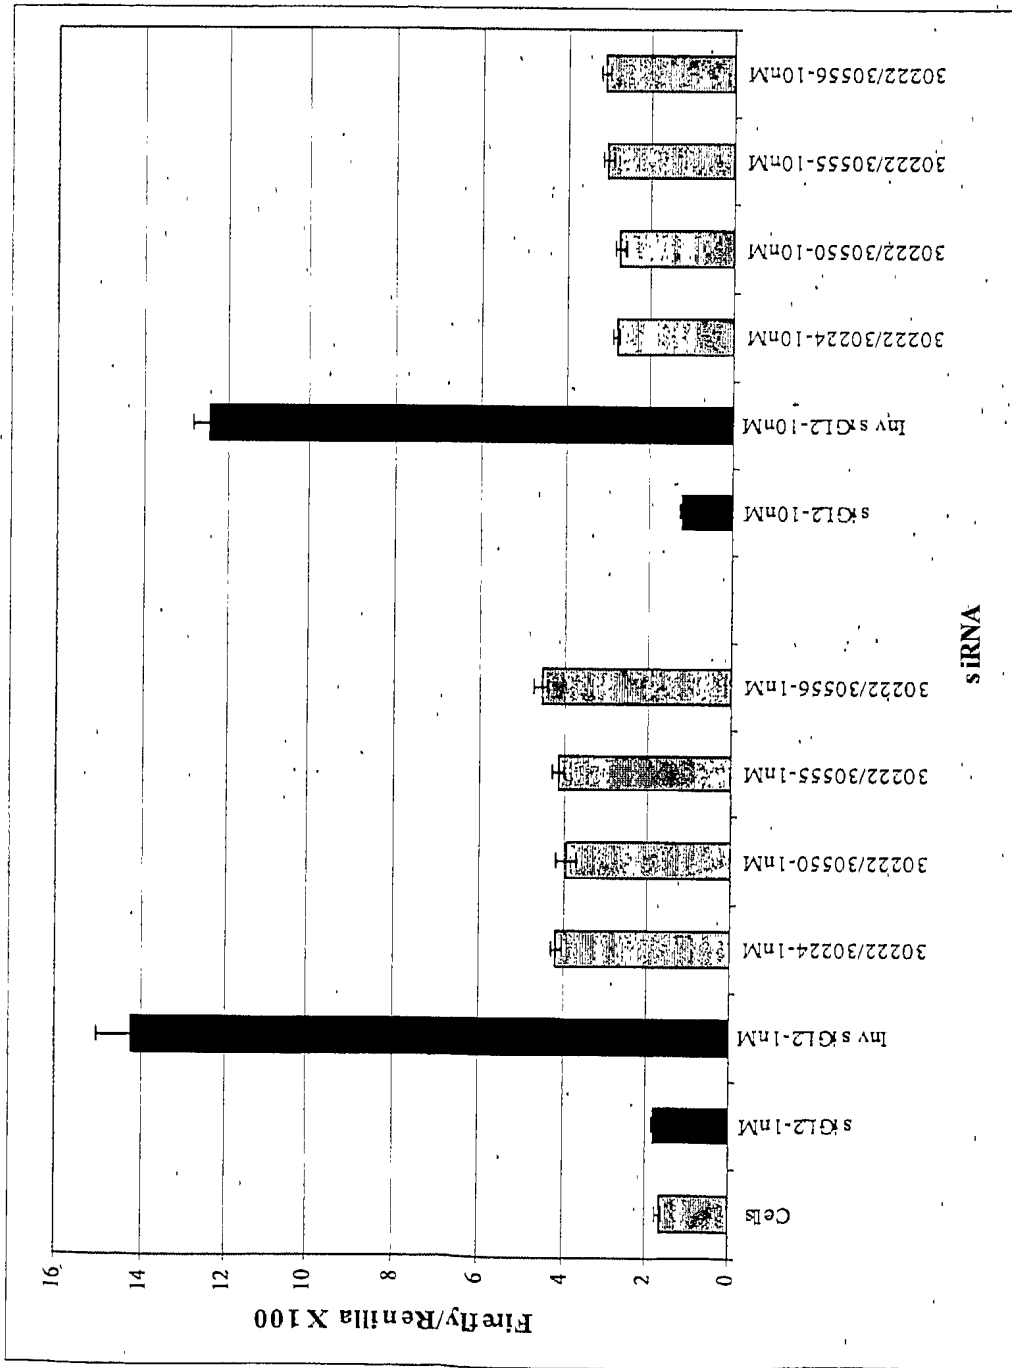 Firefly/Renilla X 100
16
14
12
10
8
6
4
2
0
Cells
siGL2-1nM
Inv siGL2-1nM
30222/30224-1nM
30222/30550-1nM
30222/30555-1nM
30222/30556-1nM
siGL2-10nM
Inv siGL2-10nM
30222/30224-10nM
30222/30550-10nM
30222/30555-10nM
30222/30556-10nM
siRNA